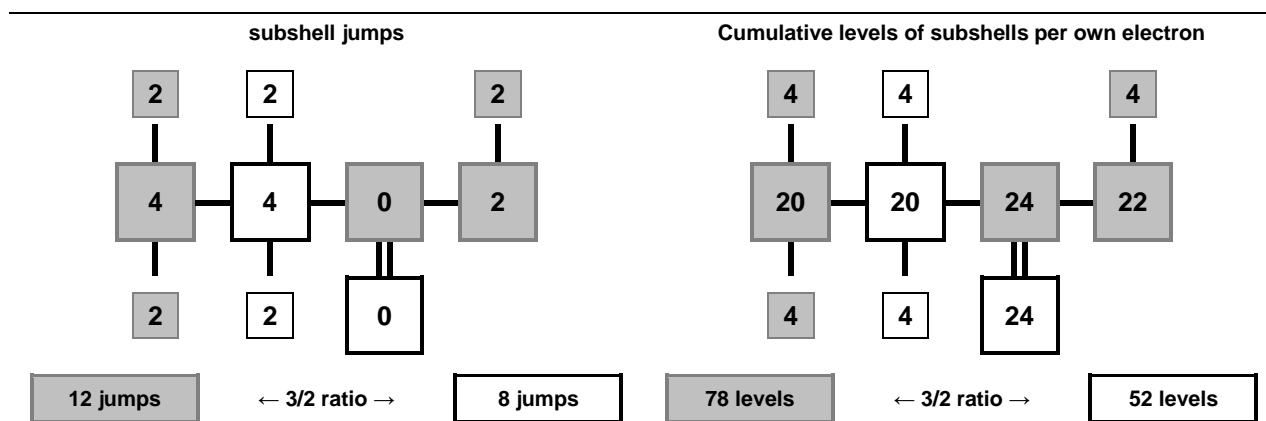 subshell jumps
2 2 2
4 4 0 2
2 2 0
12 jumps ← 3/2 ratio → 8 jumps
Cumulative levels of subshells per own electron
4 4 4
20 20 24 22
4 4 24
78 levels ← 3/2 ratio → 52 levels